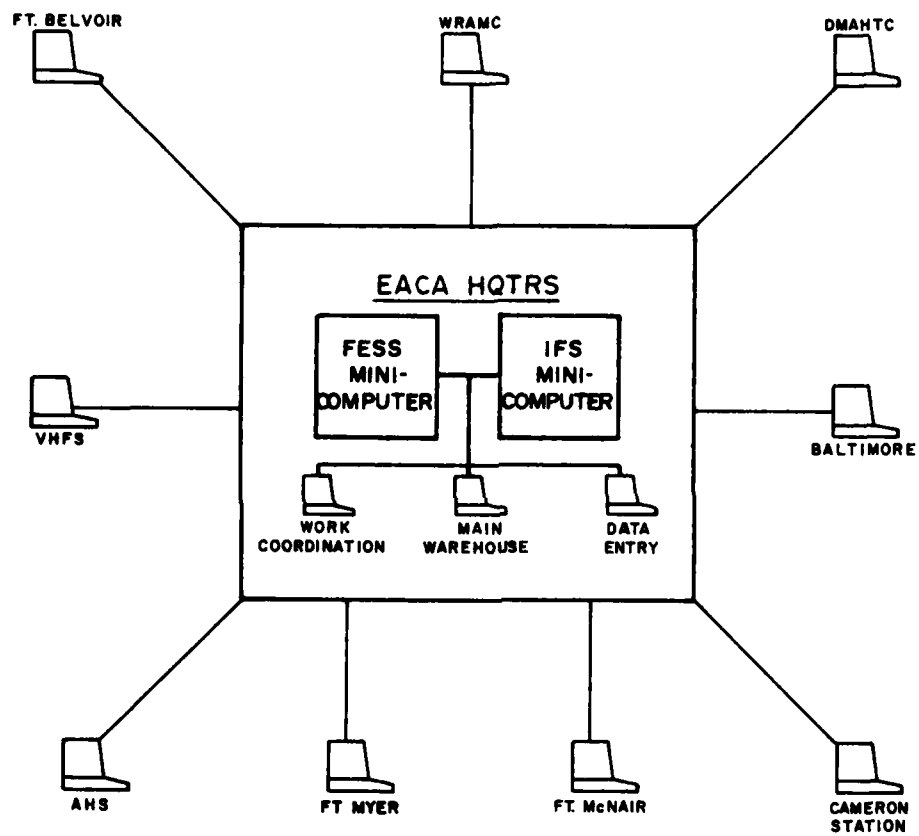 FT. BELVOIR
WRAMC
DMAHTC
EACA HQTRS
FESS
MINI-
COMPUTER
IFS
MINI-
COMPUTER
VHFS
BALTIMORE
WORK
COORDINATION
MAIN
WAREHOUSE
DATA
ENTRY
AHS
FT MYER
FT. McNAIR
CAMERON
STATION